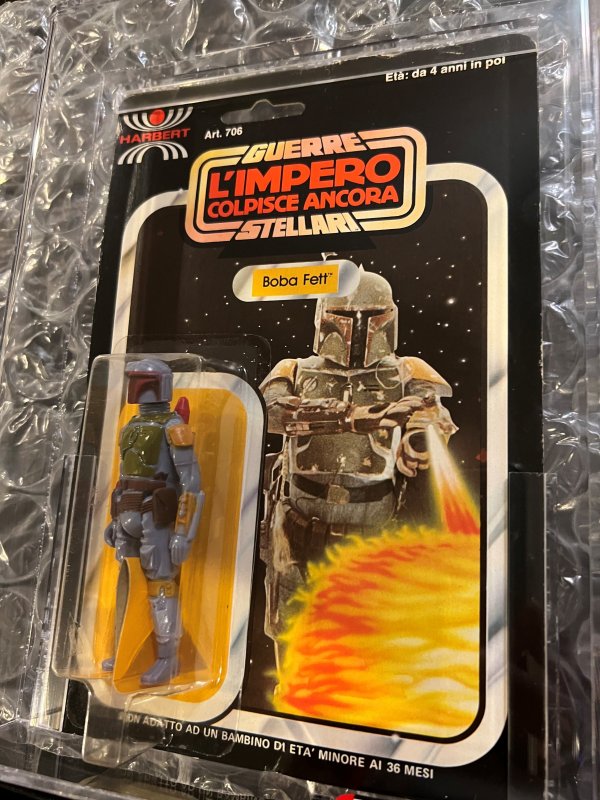 Età: da 4 anni in poi
HARBERT
Art. 706
GUERRE
L'IMPERO
COLPISCE ANCORA
STELLARI
Boba Fett™
NON ADATTO AD UN BAMBINO DI ETA' MINORE AI 36 MESI